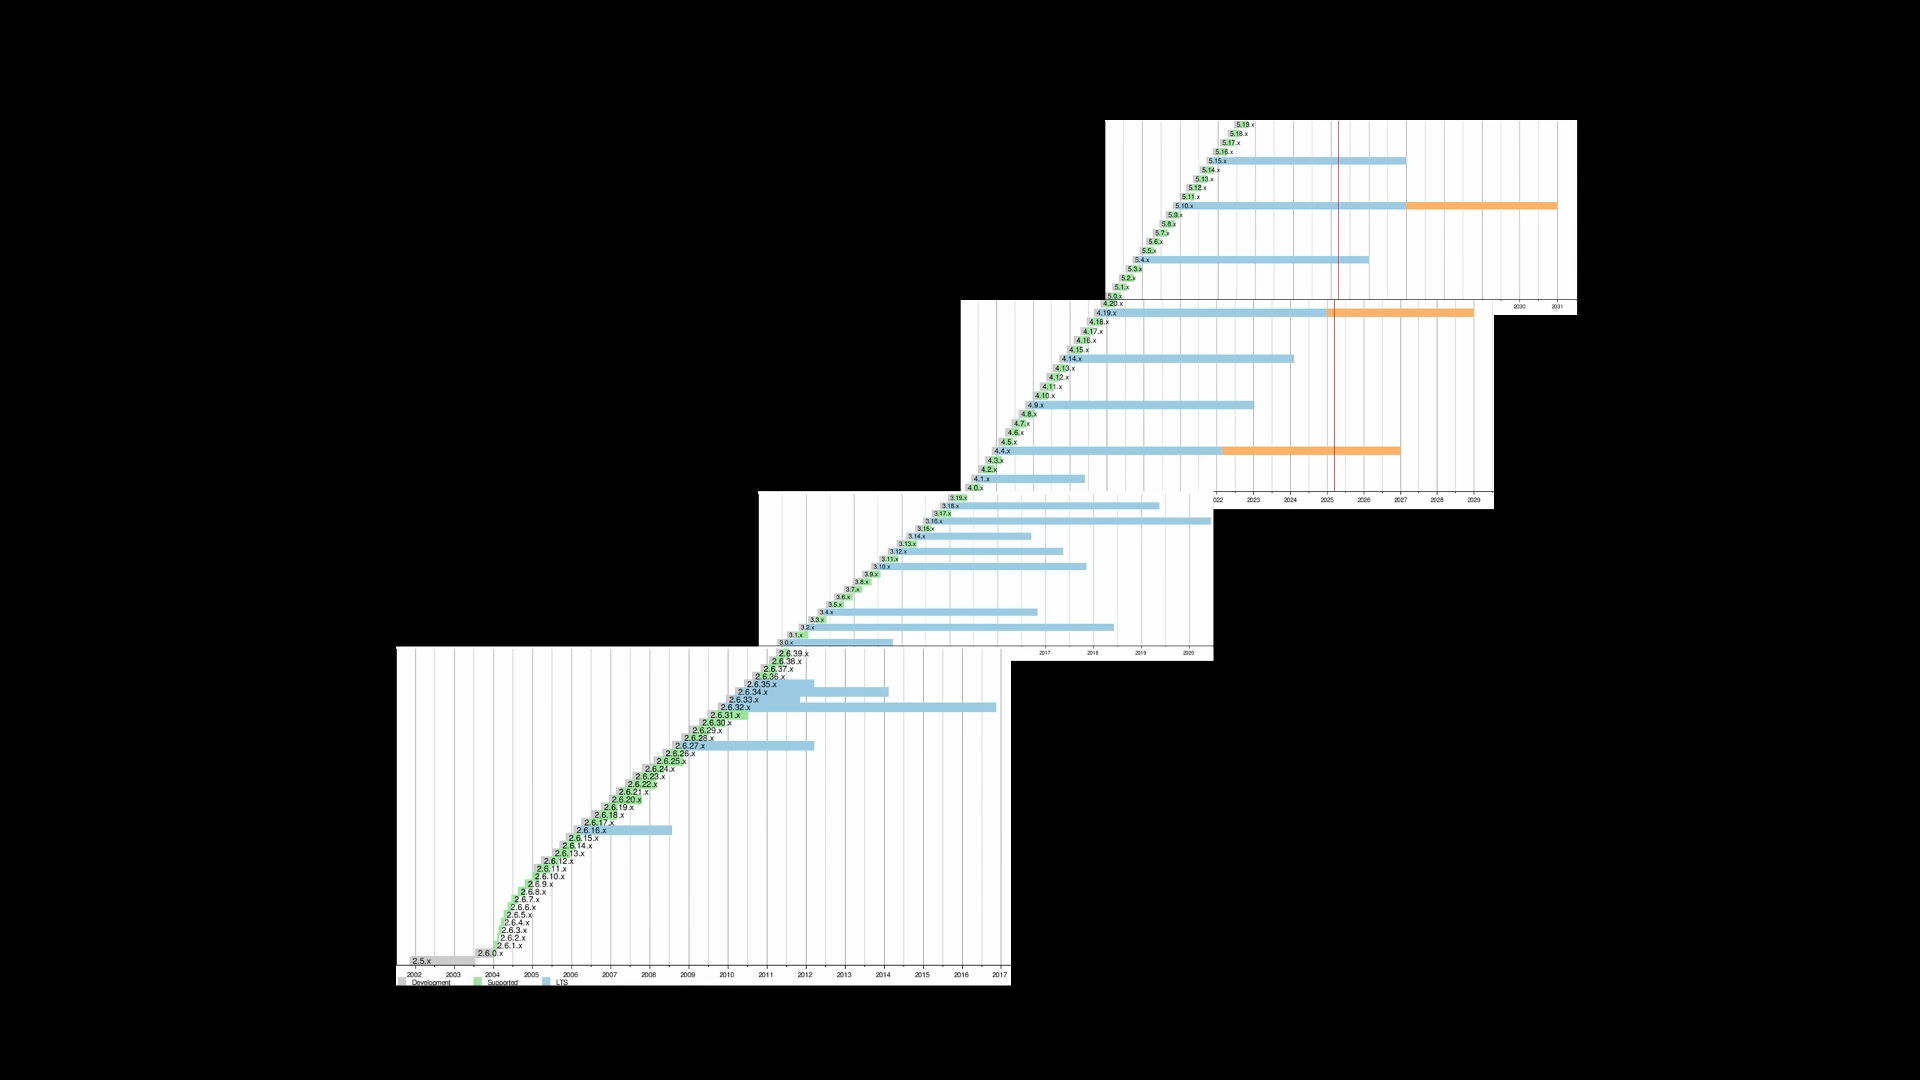 5.19.x
5.18.x
5.17.x
5.16.x
5.15.x
5.14.x
5.13.x
5.12.x
5.11.x
5.10.x
5.9.x
5.8.x
5.7.x
5.6.x
5.5.x
5.4.x
5.3.x
5.2.x
5.1.x
5.0.x
2030 2031
4.20.x
4.19.x
4.18.x
4.17.x
4.16.x
4.15.x
4.14.x
4.13.x
4.12.x
4.11.x
4.10.x
4.9.x
4.8.x
4.7.x
4.6.x
4.5.x
4.4.x
4.3.x
4.2.x
4.1.x
4.0.x
022 2023 2024 2025 2026 2027 2028 2029
3.19.x
3.18.x
3.17.x
3.16.x
3.15.x
3.14.x
3.13.x
3.12.x
3.11.x
3.10.x
3.9.x
3.8.x
3.7.x
3.6.x
3.5.x
3.4.x
3.3.x
3.2.x
3.1.x
3.0.x
2017 2018 2019 2020
2.6.39.x
2.6.38.x
2.6.37.x
2.6.36.x
2.6.35.x
2.6.34.x
2.6.33.x
2.6.32.x
2.6.31.x
2.6.30.x
2.6.29.x
2.6.28.x
2.6.27.x
2.6.26.x
2.6.25.x
2.6.24.x
2.6.23.x
2.6.22.x
2.6.21.x
2.6.20.x
2.6.19.x
2.6.18.x
2.6.17.x
2.6.16.x
2.6.15.x
2.6.14.x
2.6.13.x
2.6.12.x
2.6.11.x
2.6.10.x
2.6.9.x
2.6.8.x
2.6.7.x
2.6.6.x
2.6.5.x
2.6.4.x
2.6.3.x
2.6.2.x
2.6.1.x
2.6.0.x
2.5.x
2002 2003 2004 2005 2006 2007 2008 2009 2010 2011 2012 2013 2014 2015 2016 2017
Development Supported LTS